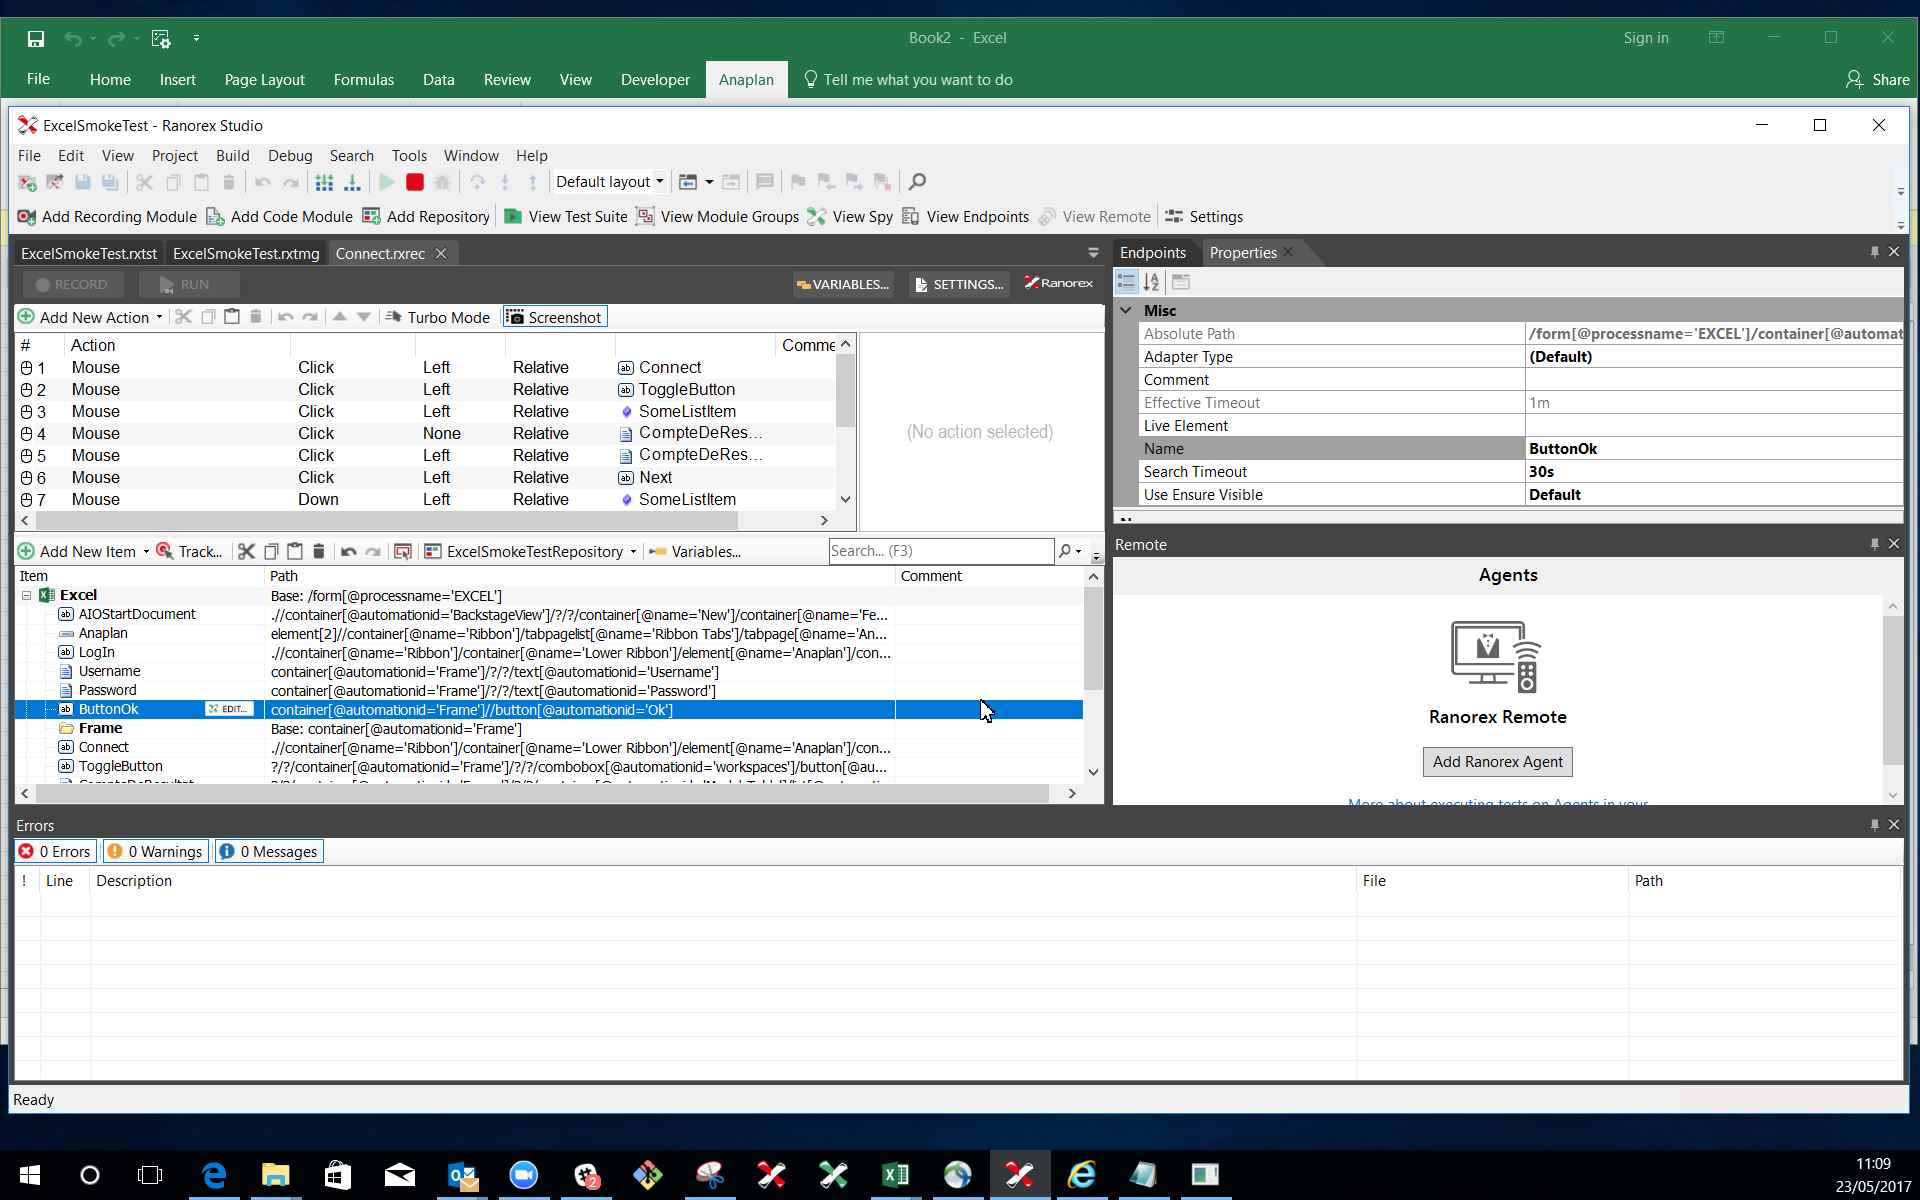 Book2 - Excel
Sign in
File Home Insert Page Layout Formulas Data Review View Developer Anaplan Tell me what you want to do Share
ExcelSmokeTest - Ranorex Studio
File Edit View Project Build Debug Search Tools Window Help
Default layout
Add Recording Module Add Code Module Add Repository View Test Suite View Module Groups View Spy View Endpoints View Remote Settings
ExcelSmokeTest.rxtst ExcelSmokeTest.rxtmg Connect.rxrec
RECORD RUN VARIABLES... SETTINGS... Ranorex
Add New Action Turbo Mode Screenshot
# Action Comme
1 Mouse Click Left Relative Connect
2 Mouse Click Left Relative ToggleButton
3 Mouse Click Left Relative SomeListItem
4 Mouse Click None Relative CompteDeRes...
5 Mouse Click Left Relative CompteDeRes...
6 Mouse Click Left Relative Next
7 Mouse Down Left Relative SomeListItem
(No action selected)
Add New Item Track... ExcelSmokeTestRepository Variables... Search... (F3)
Item Path Comment
Excel Base: /form[@processname='EXCEL']
AIOStartDocument .//container[@automationid='BackstageView']/?/?/container[@name='New']/container[@name='Fe...
Anaplan element[2]//container[@name='Ribbon']/tabpagelist[@name='Ribbon Tabs']/tabpage[@name='An...
LogIn .//container[@name='Ribbon']/container[@name='Lower Ribbon']/element[@name='Anaplan']/con...
Username container[@automationid='Frame']/?/?/text[@automationid='Username']
Password container[@automationid='Frame']/?/?/text[@automationid='Password']
ButtonOk EDIT... container[@automationid='Frame']//button[@automationid='Ok']
Frame Base: container[@automationid='Frame']
Connect .//container[@name='Ribbon']/container[@name='Lower Ribbon']/element[@name='Anaplan']/con...
ToggleButton ?/?/container[@automationid='Frame']/?/?/combobox[@automationid='workspaces']/button[@au...
Endpoints Properties
Misc
Absolute Path /form[@processname='EXCEL']/container[@automat
Adapter Type (Default)
Comment
Effective Timeout 1m
Live Element
Name ButtonOk
Search Timeout 30s
Use Ensure Visible Default
Remote
Agents
Ranorex Remote
Add Ranorex Agent
More about executing tests on Agents in your
Errors
0 Errors 0 Warnings 0 Messages
! Line Description File Path
Ready
2
11:09
23/05/2017